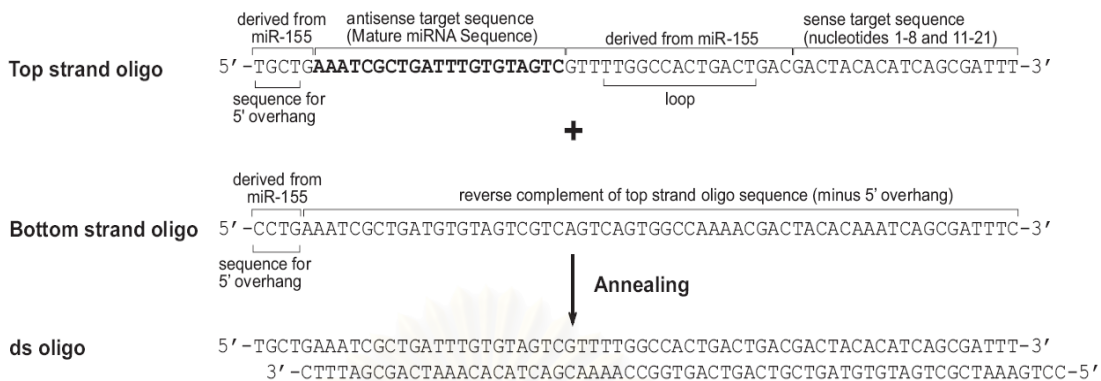 derived from
miR-155
antisense target sequence
(Mature miRNA Sequence)
derived from miR-155
sense target sequence
(nucleotides 1-8 and 11-21)
Top strand oligo 5′-TGCTGAAATCGCTGATTTGTGTAGTCGTTTTGGCCACTGACTGACGACTACACATCAGCGATTT-3′
sequence for
5' overhang
loop
+
derived from
miR-155
reverse complement of top strand oligo sequence (minus 5' overhang)
Bottom strand oligo 5′-CCTGAAATCGCTGATGTGTAGTCGTCAGTCAGTGGCCAAAACGACTACACAAATCAGCGATTTC-3′
sequence for
5' overhang
Annealing
ds oligo 5′-TGCTGAAATCGCTGATTTGTGTAGTCGTTTTGGCCACTGACTGACGACTACACATCAGCGATTT-3′
3′-CTTTAGCGACTAAACACATCAGCAAAACCGGTGACTGACTGCTGATGTGTAGTCGCTAAAGTCC-5′